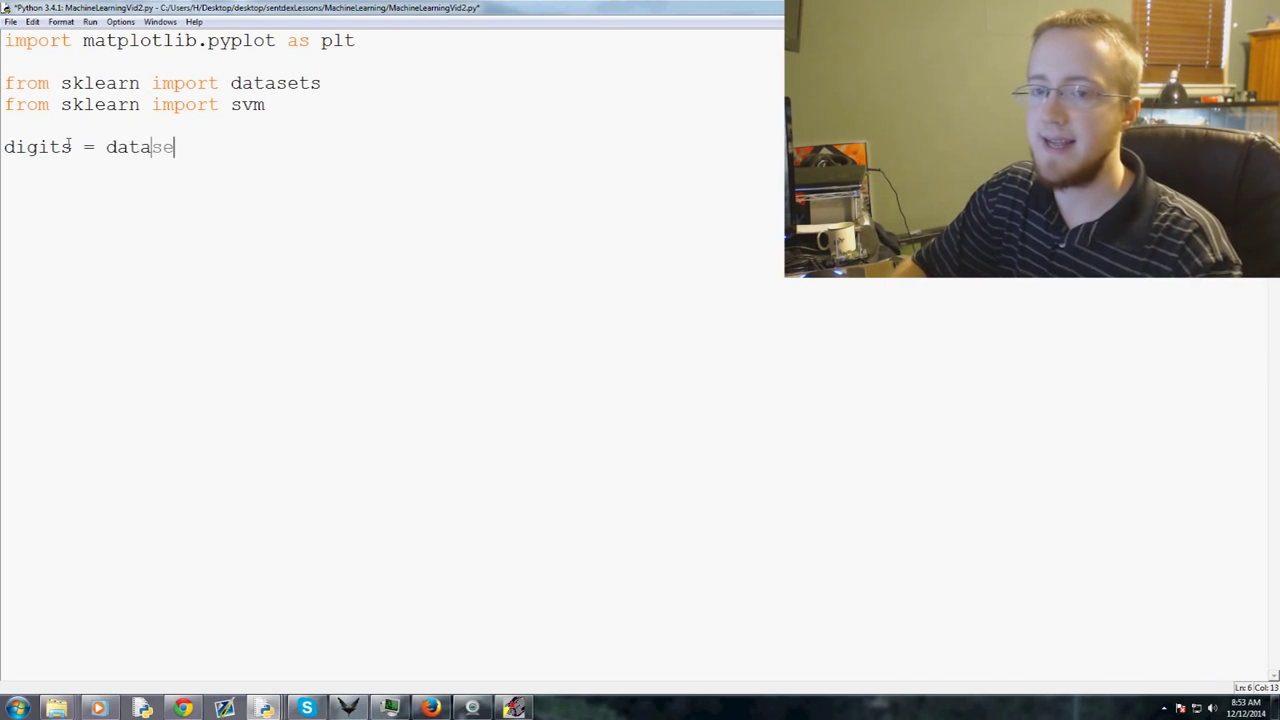 *Python 3.4.1: MachineLearningVid2.py - C:/Users/H/Desktop/desktop/sentdexLessons/MachineLearning/MachineLearningVid2.py*
File Edit Format Run Options Windows Help
import matplotlib.pyplot as plt
from sklearn import datasets
from sklearn import svm
digits = datase
Ln: 6 Col: 13
8:53 AM
12/12/2014